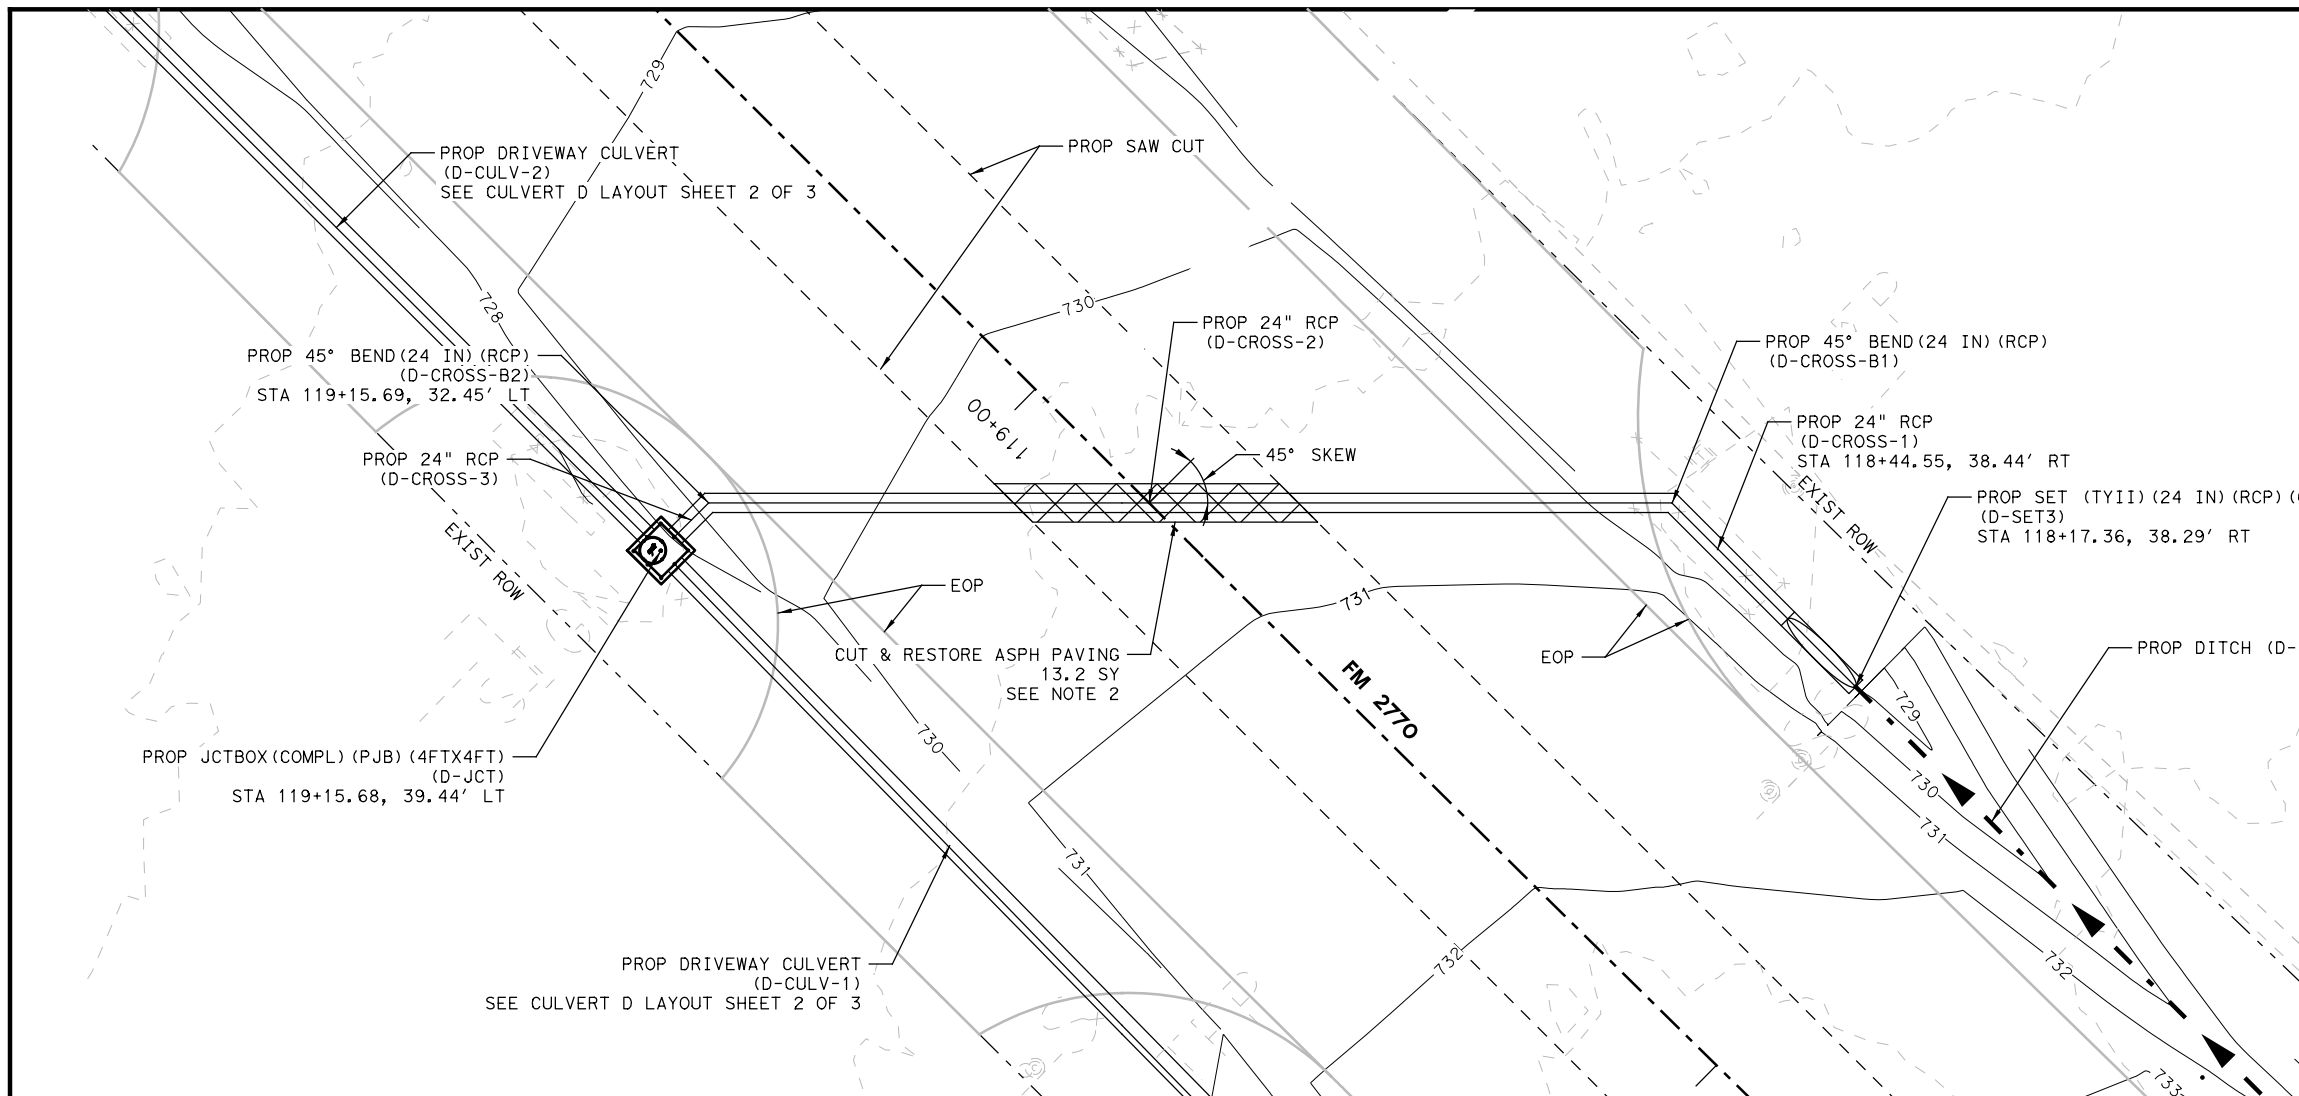 729
PROP DRIVEWAY CULVERT
(D-CULV-2)
SEE CULVERT D LAYOUT SHEET 2 OF 3
PROP SAW CUT
728
730
PROP 24" RCP
(D-CROSS-2)
PROP 45° BEND(24 IN)(RCP)
(D-CROSS-B1)
PROP 45° BEND(24 IN)(RCP)
(D-CROSS-B2)
STA 119+15.69, 32.45' LT
119+00
PROP 24" RCP
(D-CROSS-1)
STA 118+44.55, 38.44' RT
45° SKEW
PROP 24" RCP
(D-CROSS-3)
EXIST ROW
EXIST ROW
PROP SET (TYII)(24 IN)(RCP)(
(D-SET3)
STA 118+17.36, 38.29' RT
EOP
731
CUT & RESTORE ASPH PAVING
13.2 SY
SEE NOTE 2
EOP
FM 2770
PROP DITCH (D-
729
730
PROP JCTBOX(COMPL)(PJB)(4FTX4FT)
(D-JCT)
STA 119+15.68, 39.44' LT
730
731
731
PROP DRIVEWAY CULVERT
(D-CULV-1)
SEE CULVERT D LAYOUT SHEET 2 OF 3
732
732
733